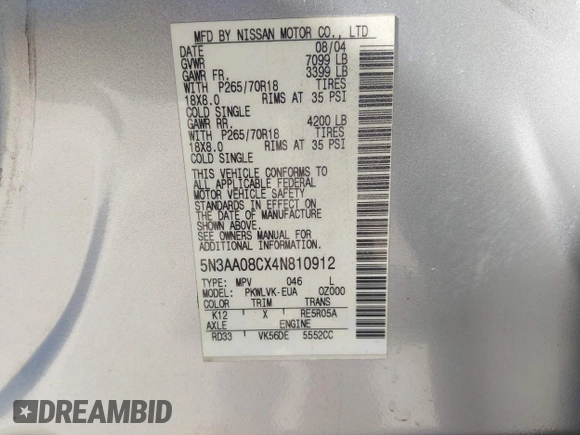 MFD BY NISSAN MOTOR CO., LTD
DATE 08/04
GVWR 7099 LB
GAWR FR. 3399 LB
WITH P265/70R18 TIRES
18X8.0 RIMS AT 35 PSI
COLD SINGLE
GAWR RR. 4200 LB
WITH P265/70R18 TIRES
18X8.0 RIMS AT 35 PSI
COLD SINGLE
THIS VEHICLE CONFORMS TO
ALL APPLICABLE FEDERAL
MOTOR VEHICLE SAFETY
STANDARDS IN EFFECT ON
THE DATE OF MANUFACTURE
SHOWN ABOVE.
SEE OWNERS MANUAL FOR
ADDITIONAL INFORMATION
5N3AA08CX4N810912
TYPE: MPV 046 L
MODEL: PKWLVK-EUA 0Z000
COLOR TRIM TRANS
K12 X RE5R05A
AXLE ENGINE
RD33 VK56DE 5552CC
DREAMBID